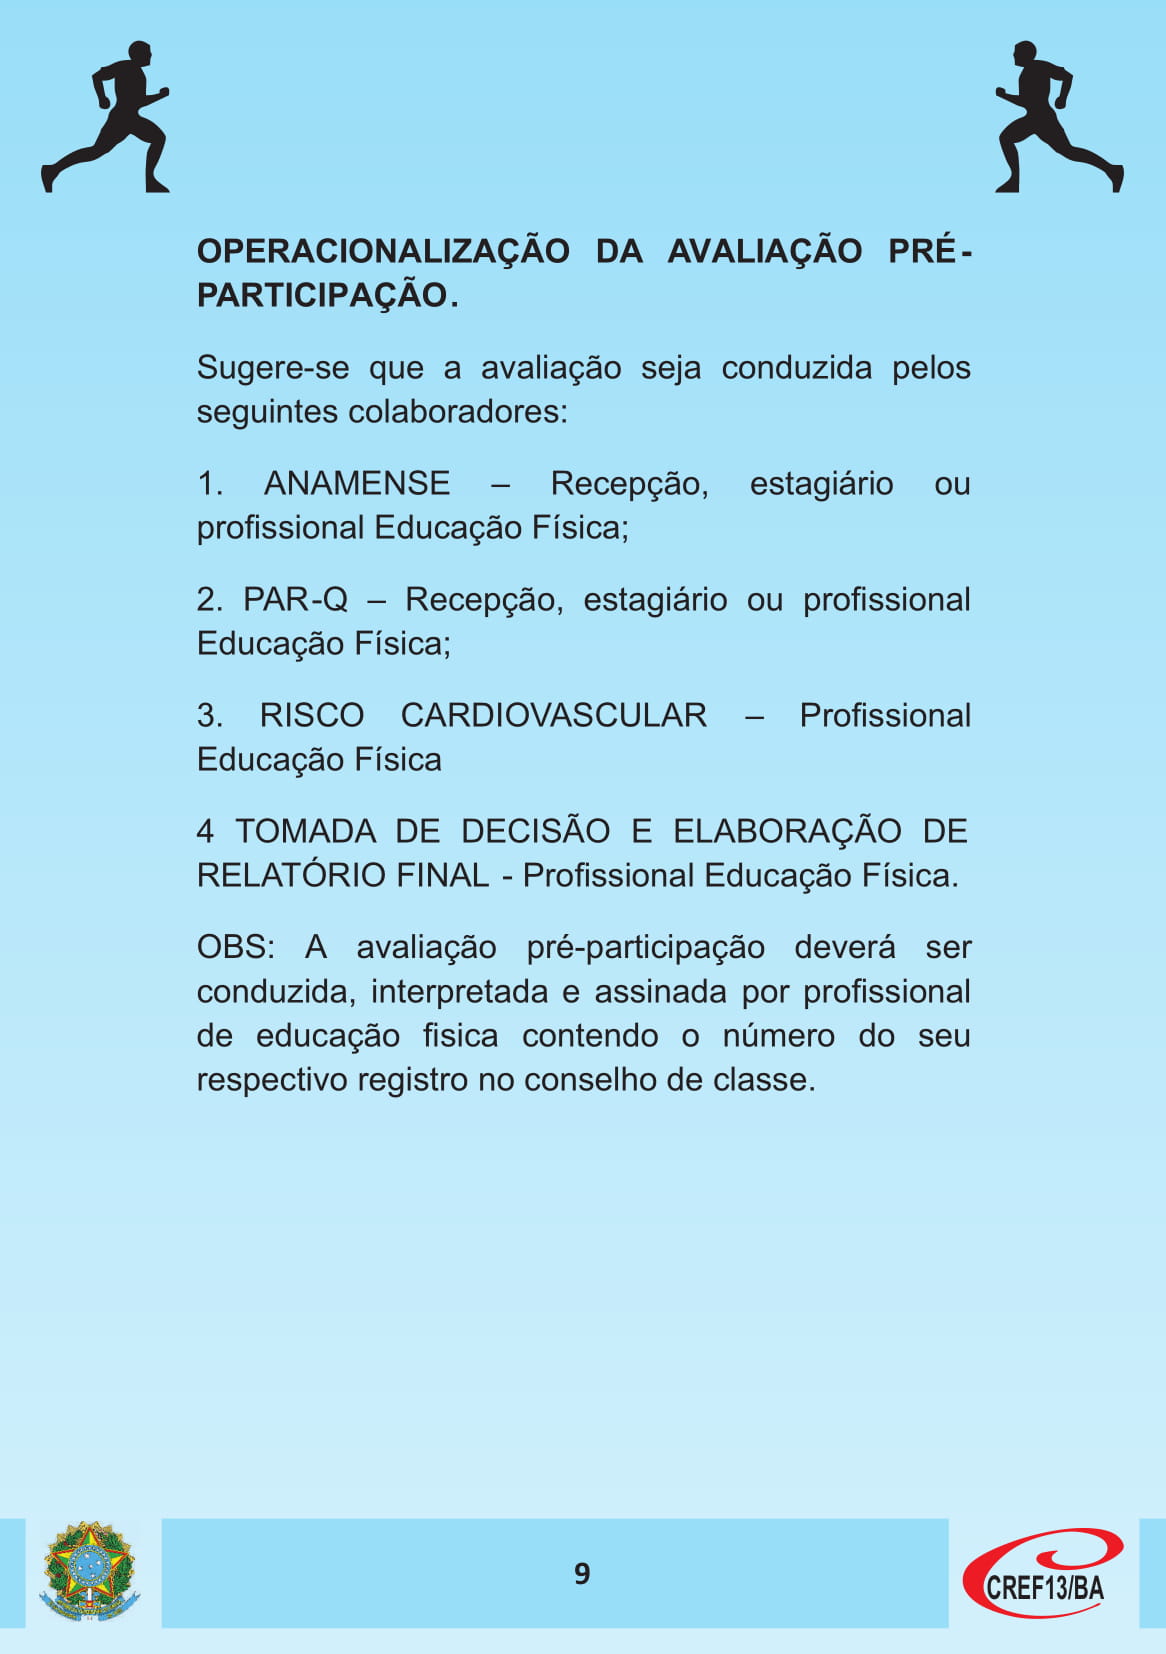 OPERACIONALIZAÇÃO DA AVALIAÇÃO PRÉ-
PARTICIPAÇÃO.
Sugere-se que a avaliação seja conduzida pelos
seguintes colaboradores:
1. ANAMENSE – Recepção, estagiário ou
profissional Educação Física;
2. PAR-Q – Recepção, estagiário ou profissional
Educação Física;
3. RISCO CARDIOVASCULAR – Profissional
Educação Física
4 TOMADA DE DECISÃO E ELABORAÇÃO DE
RELATÓRIO FINAL - Profissional Educação Física.
OBS: A avaliação pré-participação deverá ser
conduzida, interpretada e assinada por profissional
de educação fisica contendo o número do seu
respectivo registro no conselho de classe.
9
CREF13/BA